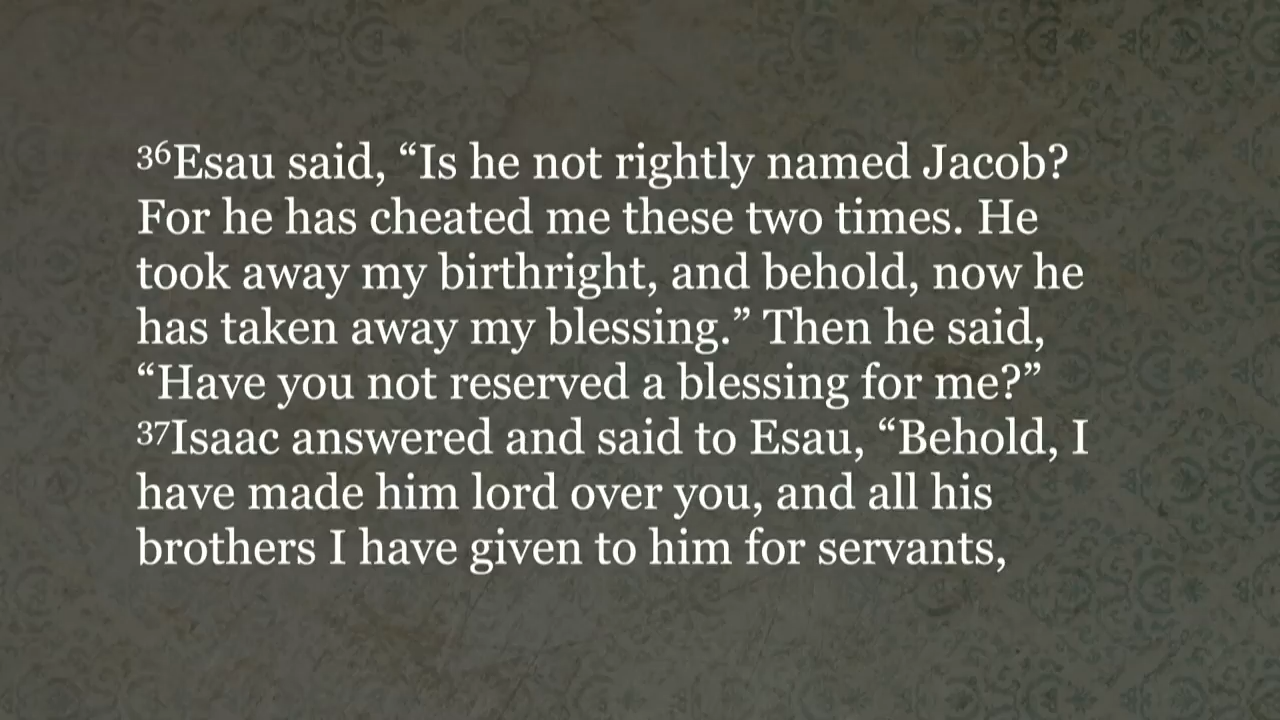 ³⁶Esau said, “Is he not rightly named Jacob?
For he has cheated me these two times. He
took away my birthright, and behold, now he
has taken away my blessing.” Then he said,
“Have you not reserved a blessing for me?”
³⁷Isaac answered and said to Esau, “Behold, I
have made him lord over you, and all his
brothers I have given to him for servants,